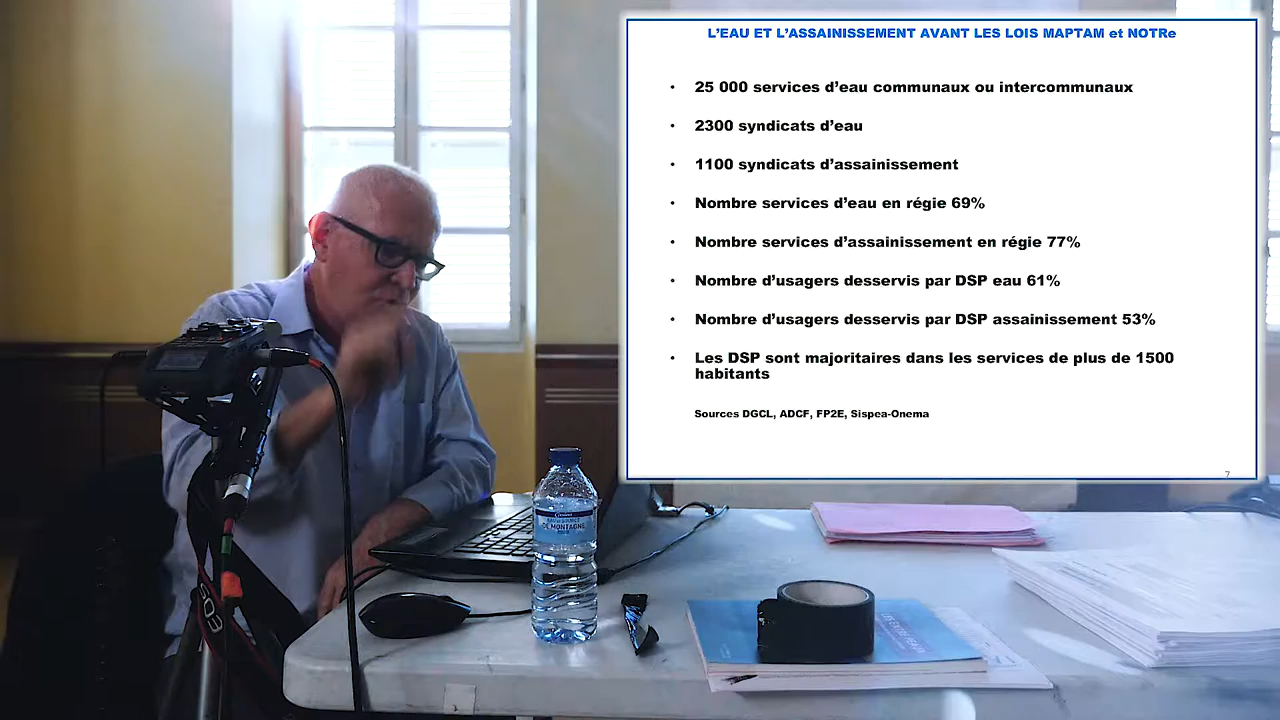 L'EAU ET L'ASSAINISSEMENT AVANT LES LOIS MAPTAM et NOTRe
• 25 000 services d'eau communaux ou intercommunaux
• 2300 syndicats d'eau
• 1100 syndicats d'assainissement
• Nombre services d'eau en régie 69%
• Nombre services d'assainissement en régie 77%
• Nombre d'usagers desservis par DSP eau 61%
• Nombre d'usagers desservis par DSP assainissement 53%
• Les DSP sont majoritaires dans les services de plus de 1500
habitants
Sources DGCL, ADCF, FP2E, Sispea-Onema
7
EOS
DE MONTAGNE